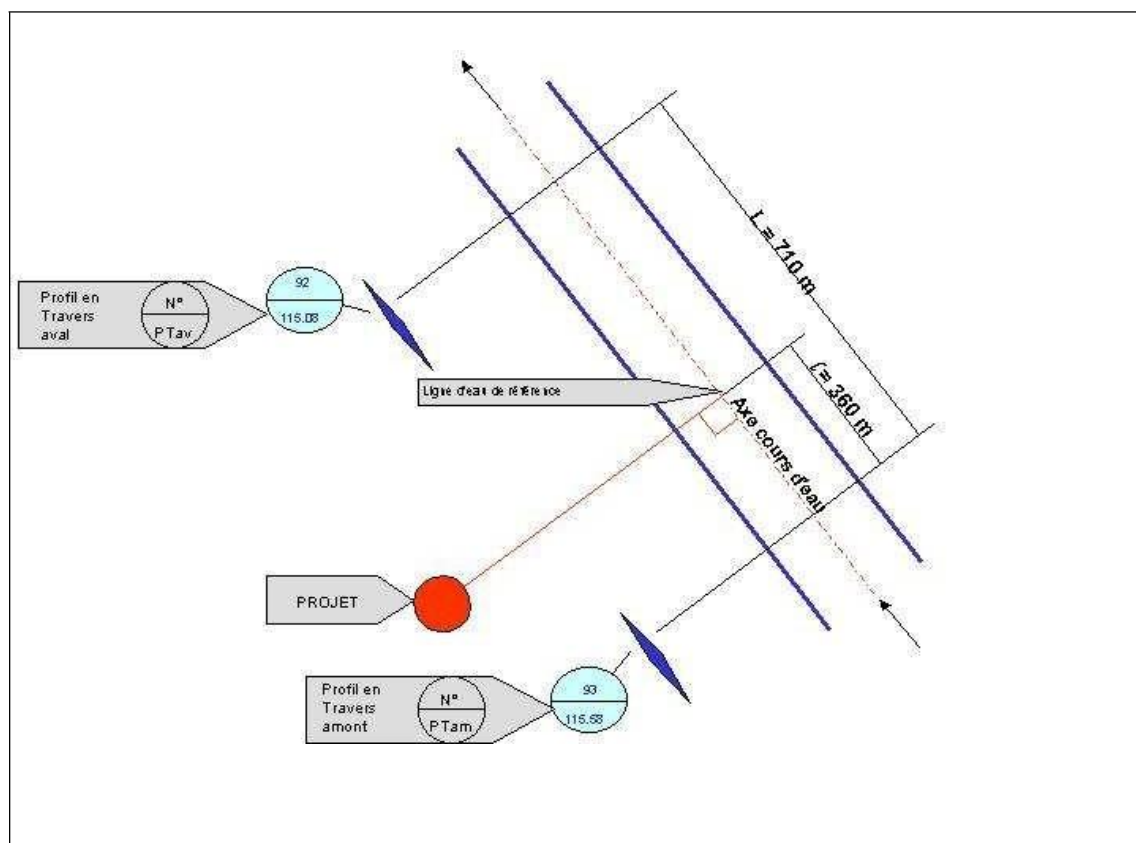 L = 710 m
92
115.08
Profil en
Travers
aval
N°
PTav
ℓ = 360 m
Ligne d'eau de référence
Axe cours d'eau
PROJET
93
115.58
Profil en
Travers
amont
N°
PTam